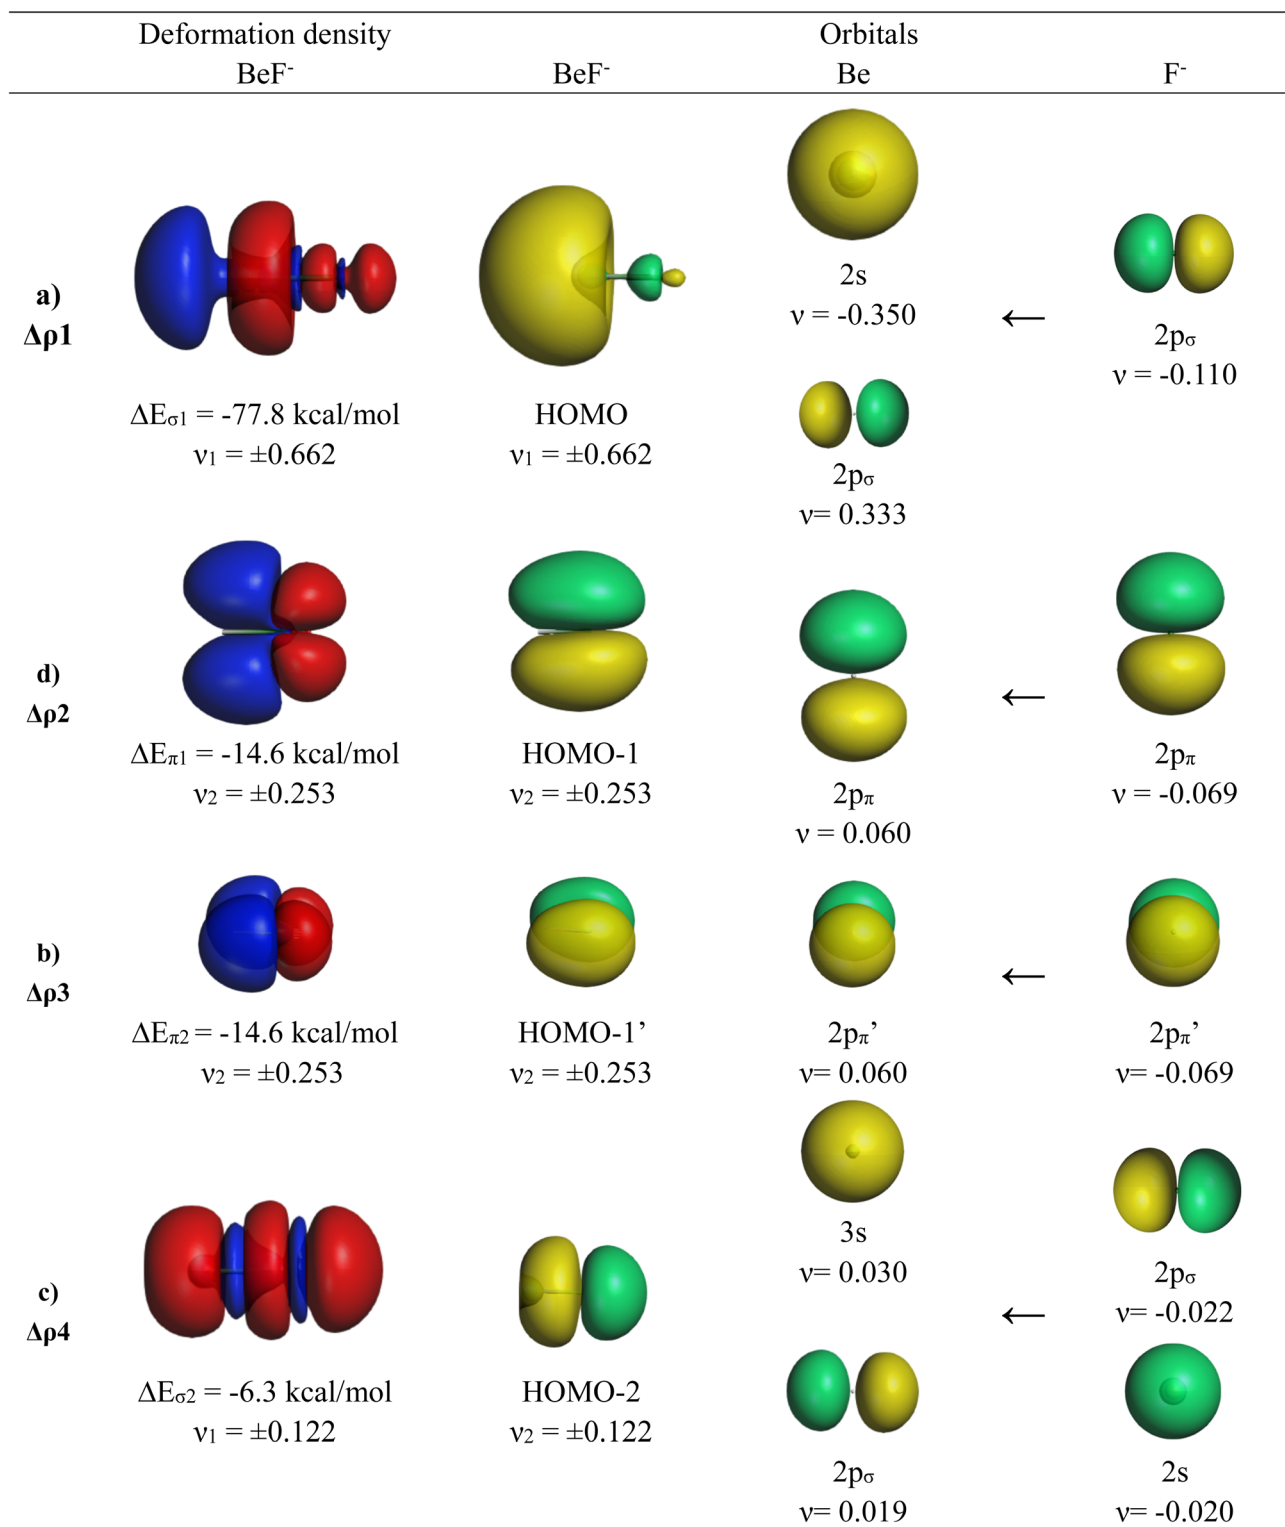 Deformation density Orbitals
BeF- BeF- Be F-
a)
Δρ1
ΔEσ1 = -77.8 kcal/mol
ν1 = ±0.662
HOMO
ν1 = ±0.662
2s
ν = -0.350
2pσ
ν= 0.333
←
2pσ
ν = -0.110
d)
Δρ2
ΔEπ1 = -14.6 kcal/mol
ν2 = ±0.253
HOMO-1
ν2 = ±0.253
2pπ
ν = 0.060
←
2pπ
ν = -0.069
b)
Δρ3
ΔEπ2 = -14.6 kcal/mol
ν2 = ±0.253
HOMO-1’
ν2 = ±0.253
2pπ’
ν= 0.060
←
2pπ’
ν= -0.069
c)
Δρ4
ΔEσ2 = -6.3 kcal/mol
ν1 = ±0.122
HOMO-2
ν2 = ±0.122
3s
ν= 0.030
2pσ
ν= 0.019
←
2pσ
ν= -0.022
2s
ν= -0.020